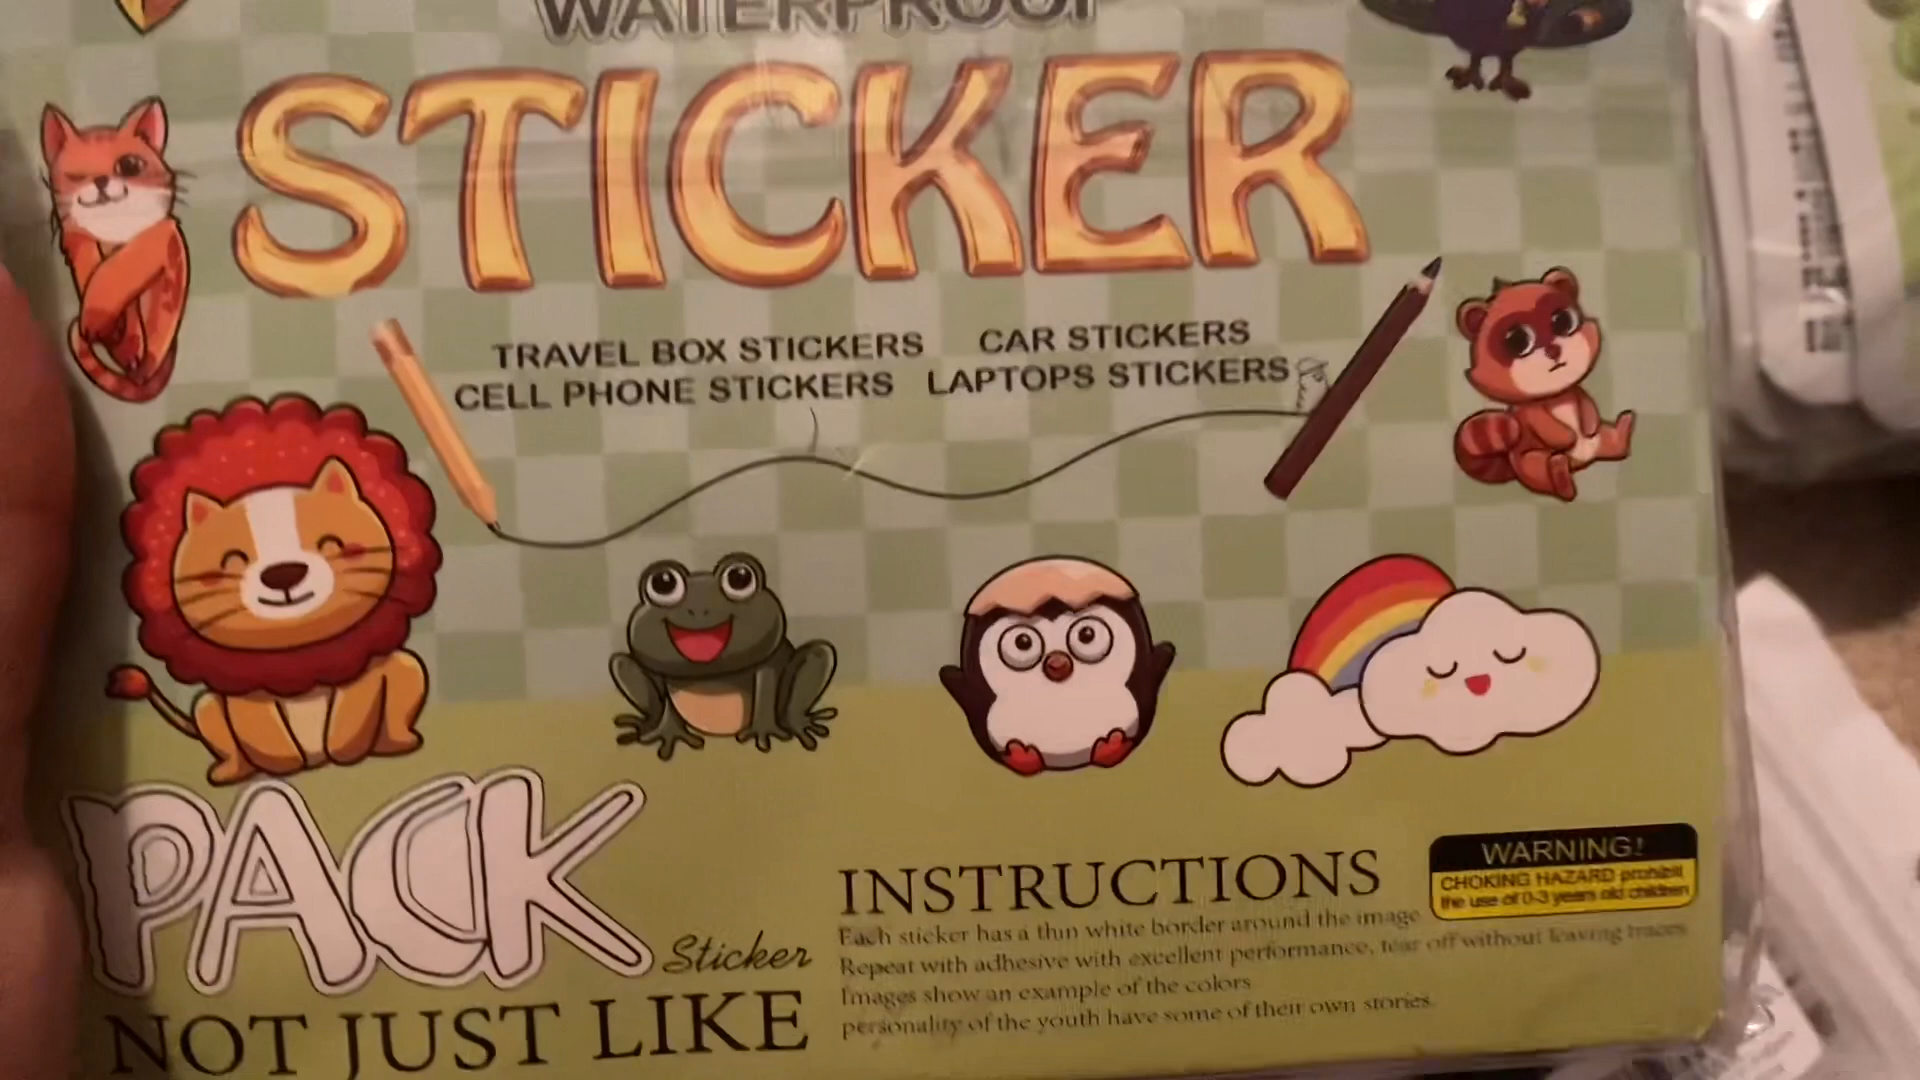 WATERPROOF
STICKER
TRAVEL BOX STICKERS CAR STICKERS
CELL PHONE STICKERS LAPTOPS STICKERS
PACK
Sticker
NOT JUST LIKE
INSTRUCTIONS
Each sticker has a thin white border around the image
Repeat with adhesive with excellent performance, tear off without leaving traces
Images show an example of the colors
personality of the youth have some of their own stories.
WARNING!
CHOKING HAZARD prohibit
the use of 0-3 years old children